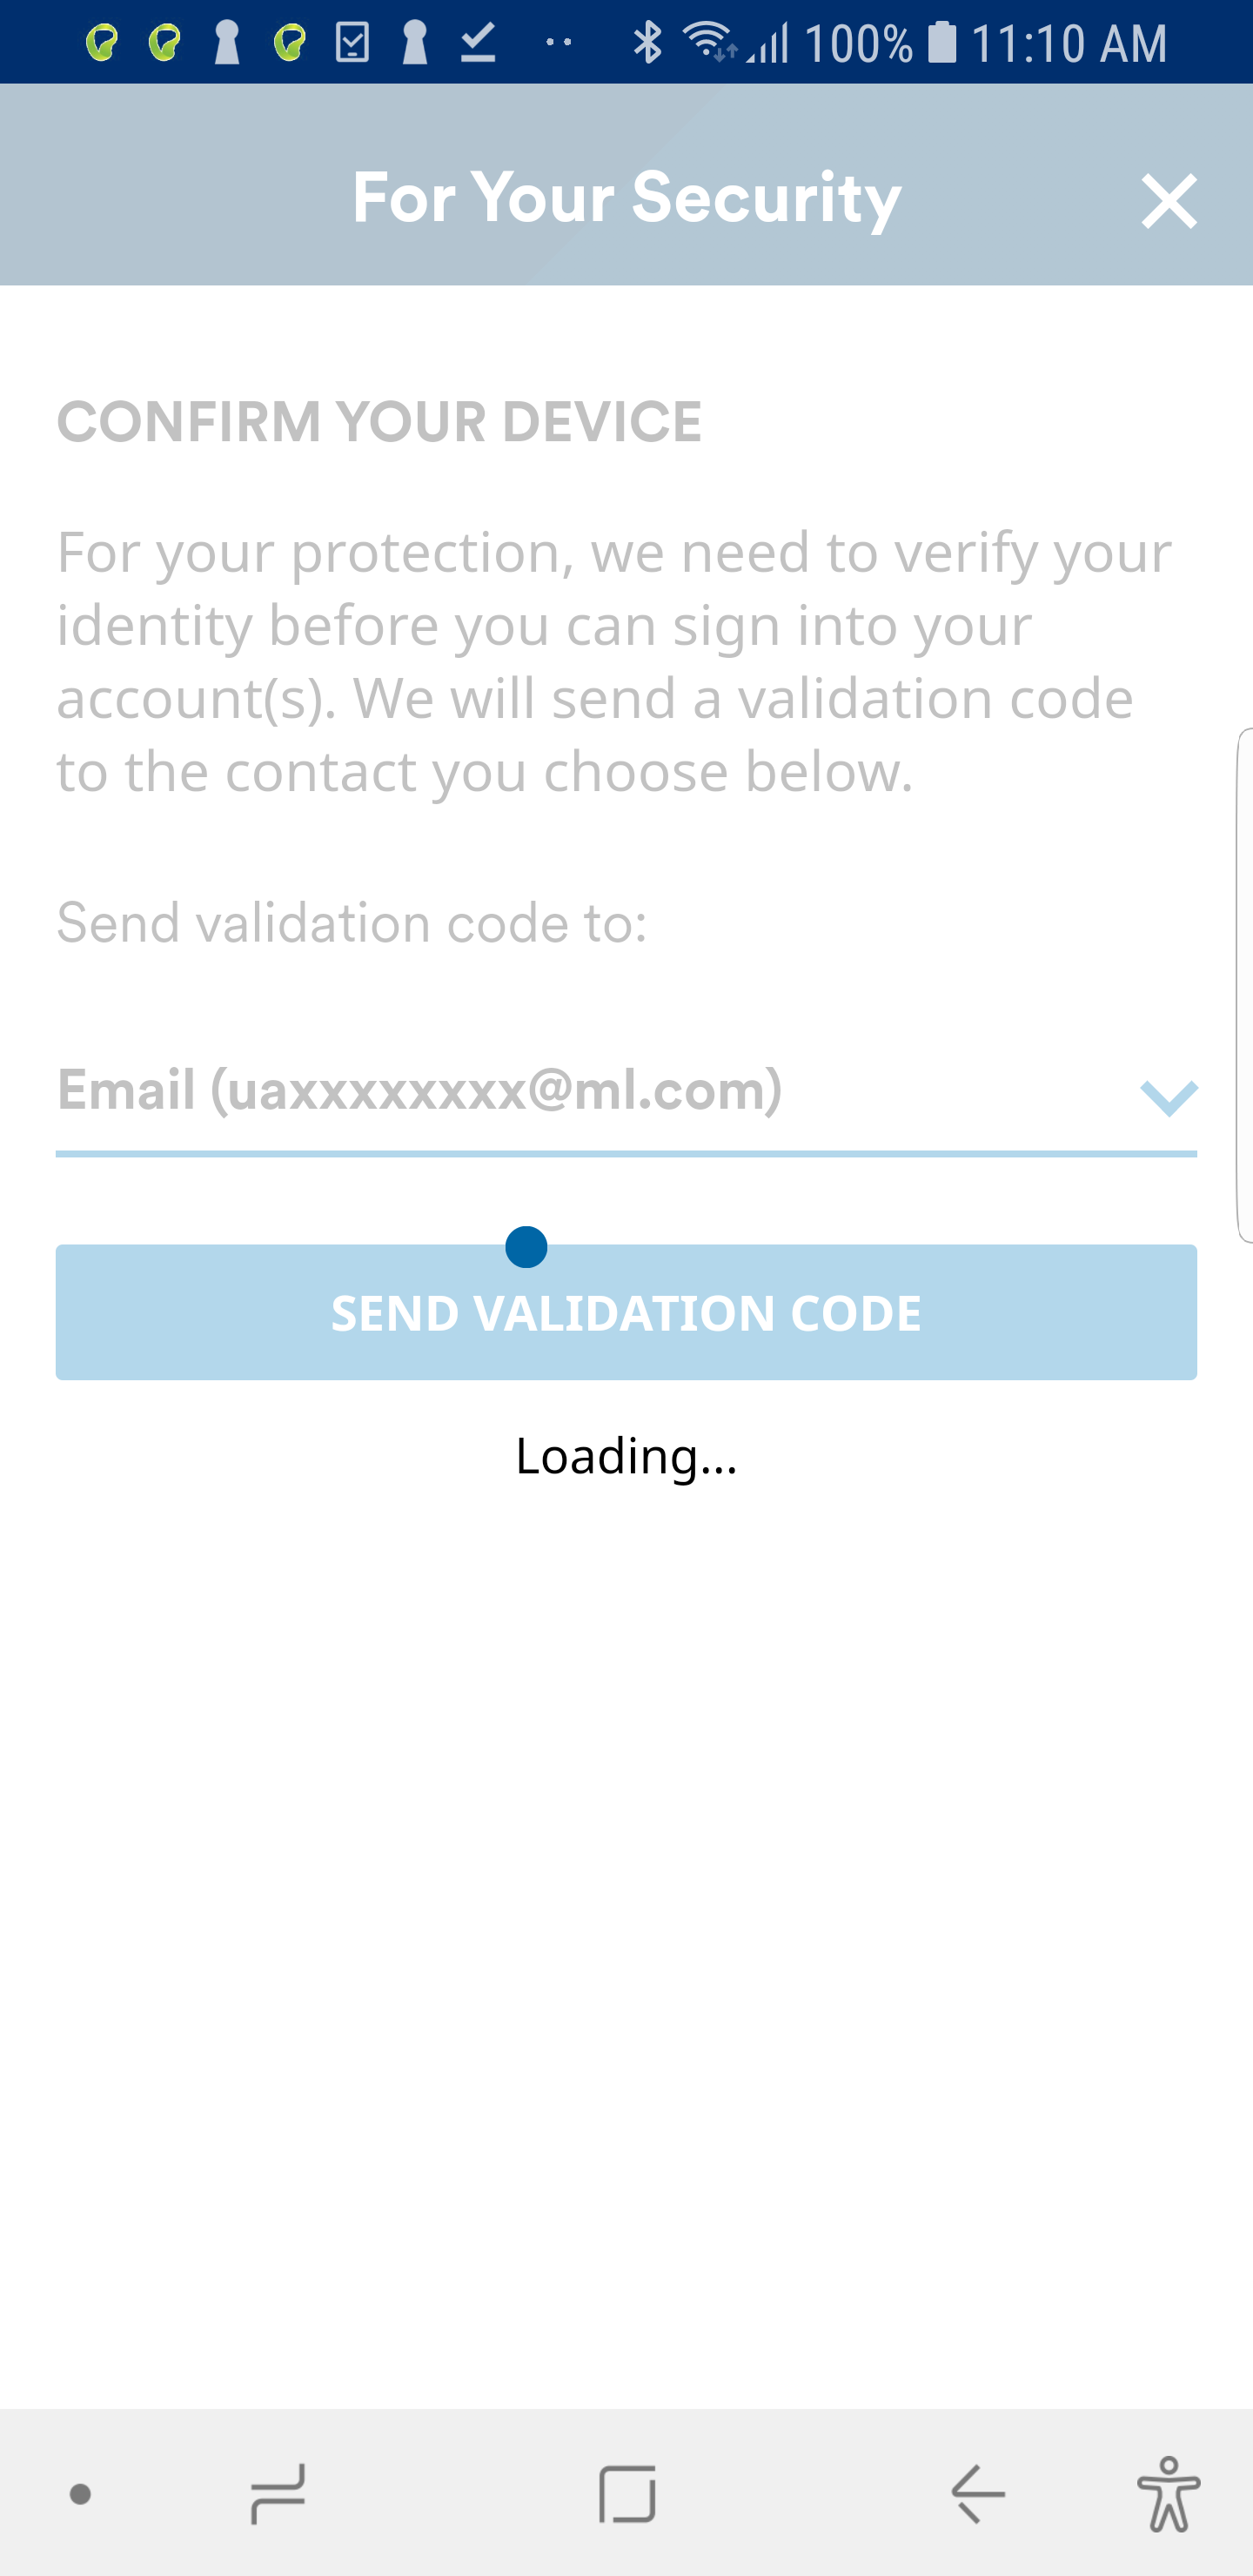 100% 11:10 AM
For Your Security
CONFIRM YOUR DEVICE
For your protection, we need to verify your
identity before you can sign into your
account(s). We will send a validation code
to the contact you choose below.
Send validation code to:
Email (uaxxxxxxxxx@ml.com)
SEND VALIDATION CODE
Loading...